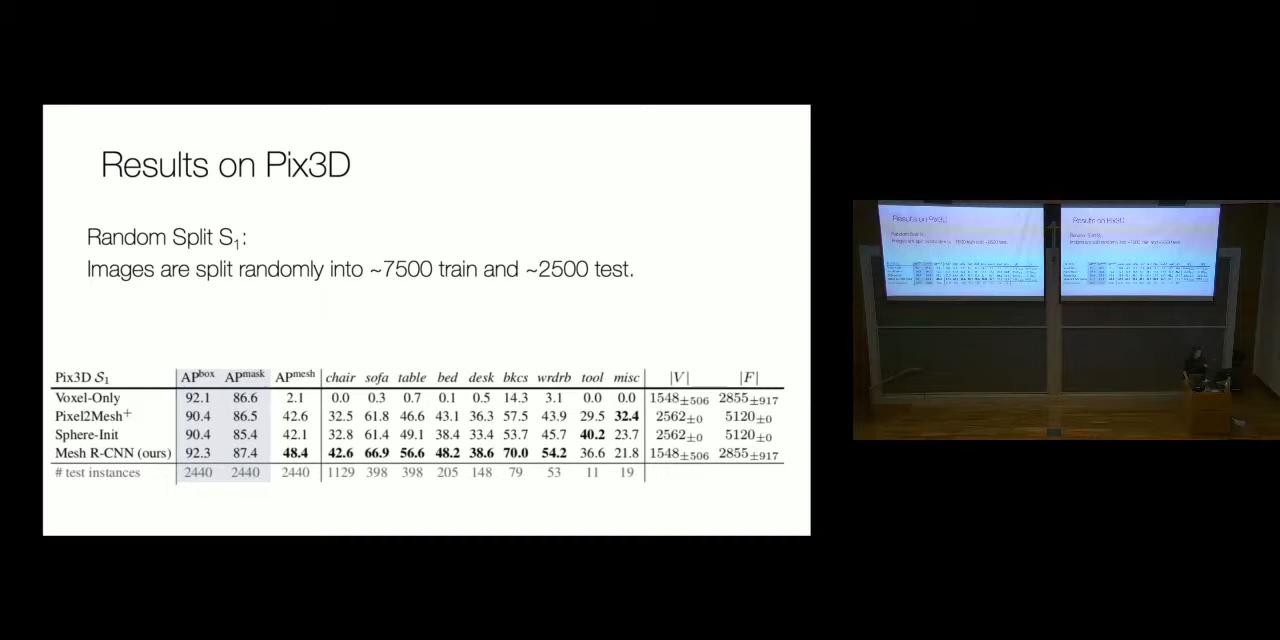 Results on Pix3D
Random Split S1:
Images are split randomly into ~7500 train and ~2500 test.
Pix3D S1 APbox APmask APmesh chair sofa table bed desk bkcs wrdrb tool misc |V| |F|
Voxel-Only 92.1 86.6 2.1 0.0 0.3 0.7 0.1 0.5 14.3 3.1 0.0 0.0 1548±506 2855±917
Pixel2Mesh+ 90.4 86.5 42.6 32.5 61.8 46.6 43.1 36.3 57.5 43.9 29.5 32.4 2562±0 5120±0
Sphere-Init 90.4 85.4 42.1 32.8 61.4 49.1 38.4 33.4 53.7 45.7 40.2 23.7 2562±0 5120±0
Mesh R-CNN (ours) 92.3 87.4 48.4 42.6 66.9 56.6 48.2 38.6 70.0 54.2 36.6 21.8 1548±506 2855±917
# test instances 2440 2440 2440 1129 398 398 205 148 79 53 11 19
Results on Pix3D
Results on Pix3D